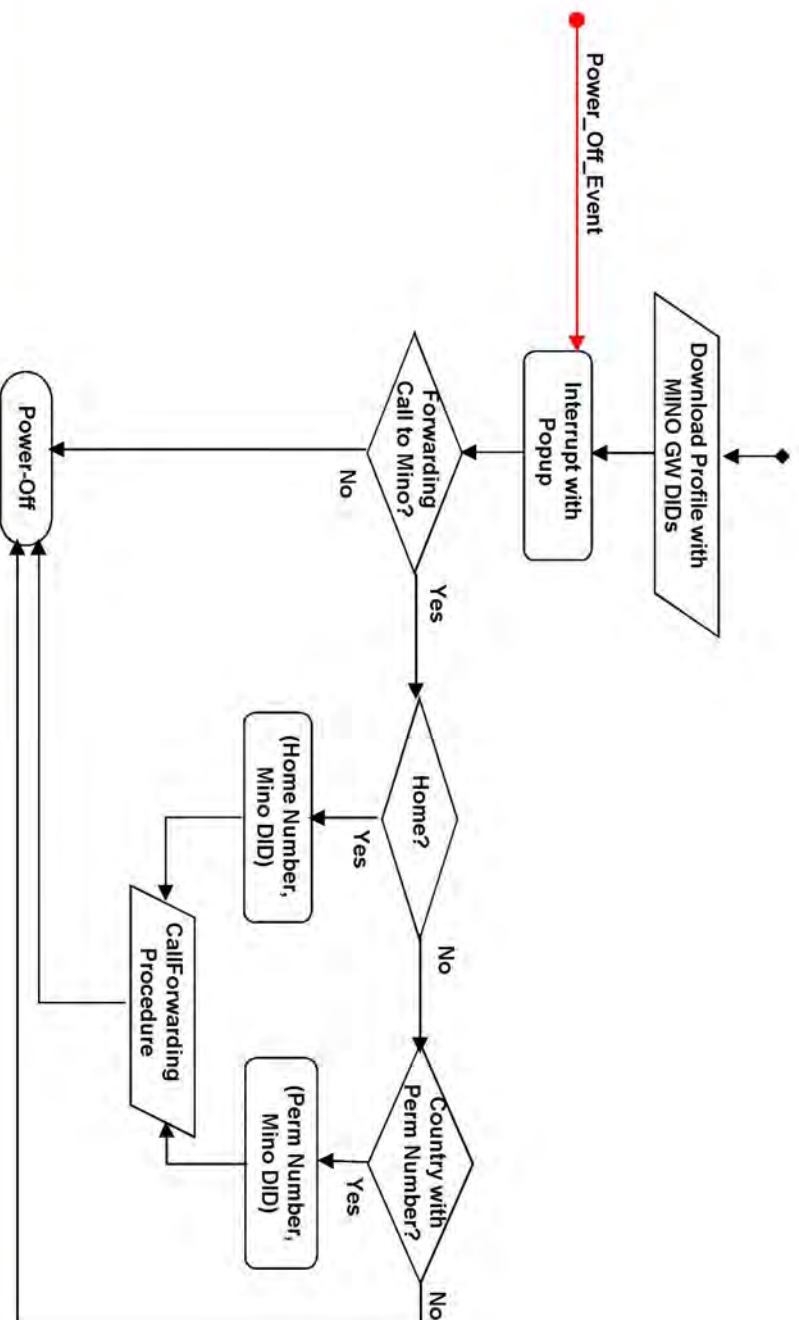 Download Profile with
MINO GW DIDs
Power_Off_Event
Interrupt with
Popup
Forwarding
Call to Mino?
Yes
No
Home?
No
Yes
Country with
Perm Number?
No
Yes
(Home Number,
Mino DID)
(Perm Number,
Mino DID)
CallForwarding
Procedure
Power-Off